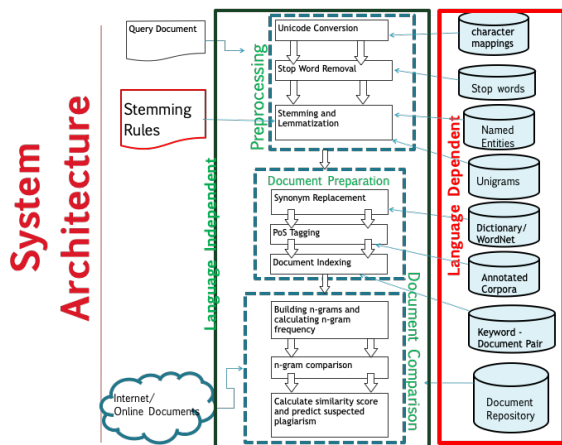 System
Architecture
Query Document
Stemming
Rules
Internet/
Online Documents
Language Independent
Preprocessing
Unicode Conversion
Stop Word Removal
Stemming and
Lemmatization
Document Preparation
Synonym Replacement
PoS Tagging
Document Indexing
Document Comparison
Building n-grams and
calculating n-gram
frequency
n-gram comparison
Calculate similarity score
and predict suspected
plagiarism
Language Dependent
character
mappings
Stop words
Named
Entities
Unigrams
Dictionary/
WordNet
Annotated
Corpora
Keyword -
Document Pair
Document
Repository